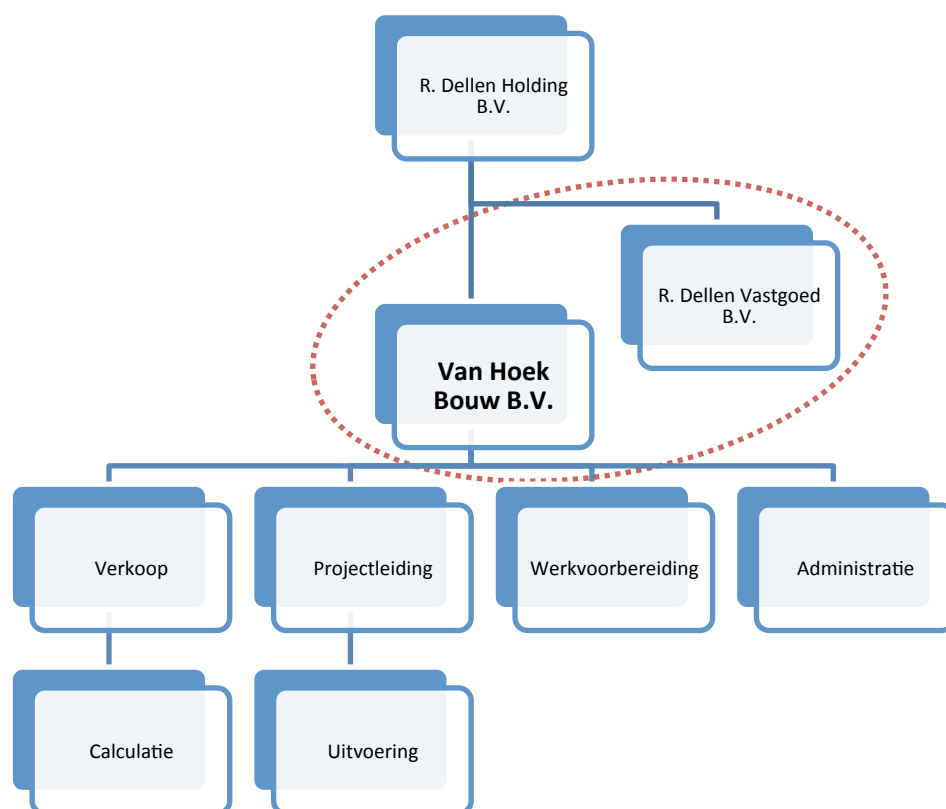 R. Dellen Holding
B.V.
R. Dellen Vastgoed
B.V.
Van Hoek
Bouw B.V.
Verkoop
Projectleiding
Werkvoorbereiding
Administratie
Calculatie
Uitvoering